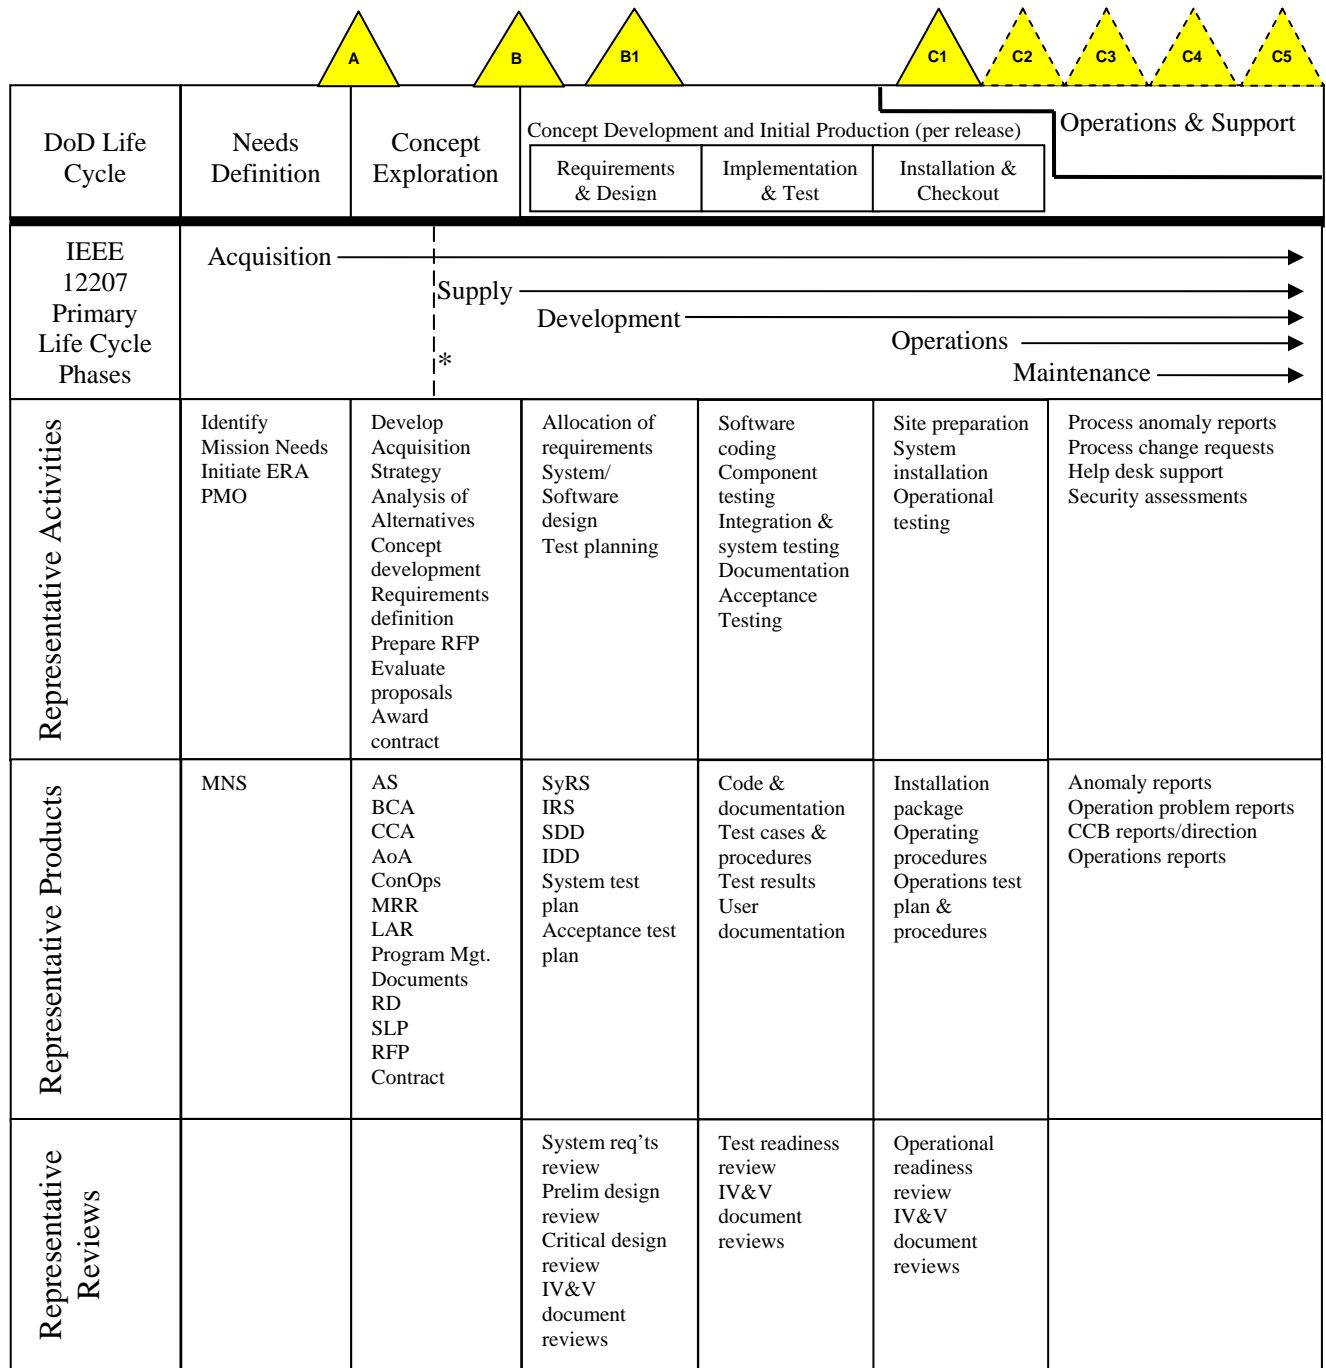 A
B
B1
C1
C2
C3
C4
C5
DoD Life
Cycle
Needs
Definition
Concept
Exploration
Concept Development and Initial Production (per release)
Requirements
& Design
Implementation
& Test
Installation &
Checkout
Operations & Support
IEEE
12207
Primary
Life Cycle
Phases
Acquisition
Supply
Development
Operations
*
Maintenance
Representative Activities
Identify
Mission Needs
Initiate ERA
PMO
Develop
Acquisition
Strategy
Analysis of
Alternatives
Concept
development
Requirements
definition
Prepare RFP
Evaluate
proposals
Award
contract
Allocation of
requirements
System/
Software
design
Test planning
Software
coding
Component
testing
Integration &
system testing
Documentation
Acceptance
Testing
Site preparation
System
installation
Operational
testing
Process anomaly reports
Process change requests
Help desk support
Security assessments
Representative Products
MNS
AS
BCA
CCA
AoA
ConOps
MRR
LAR
Program Mgt.
Documents
RD
SLP
RFP
Contract
SyRS
IRS
SDD
IDD
System test
plan
Acceptance test
plan
Code &
documentation
Test cases &
procedures
Test results
User
documentation
Installation
package
Operating
procedures
Operations test
plan &
procedures
Anomaly reports
Operation problem reports
CCB reports/direction
Operations reports
Representative
Reviews
System req’ts
review
Prelim design
review
Critical design
review
IV&V
document
reviews
Test readiness
review
IV&V
document
reviews
Operational
readiness
review
IV&V
document
reviews